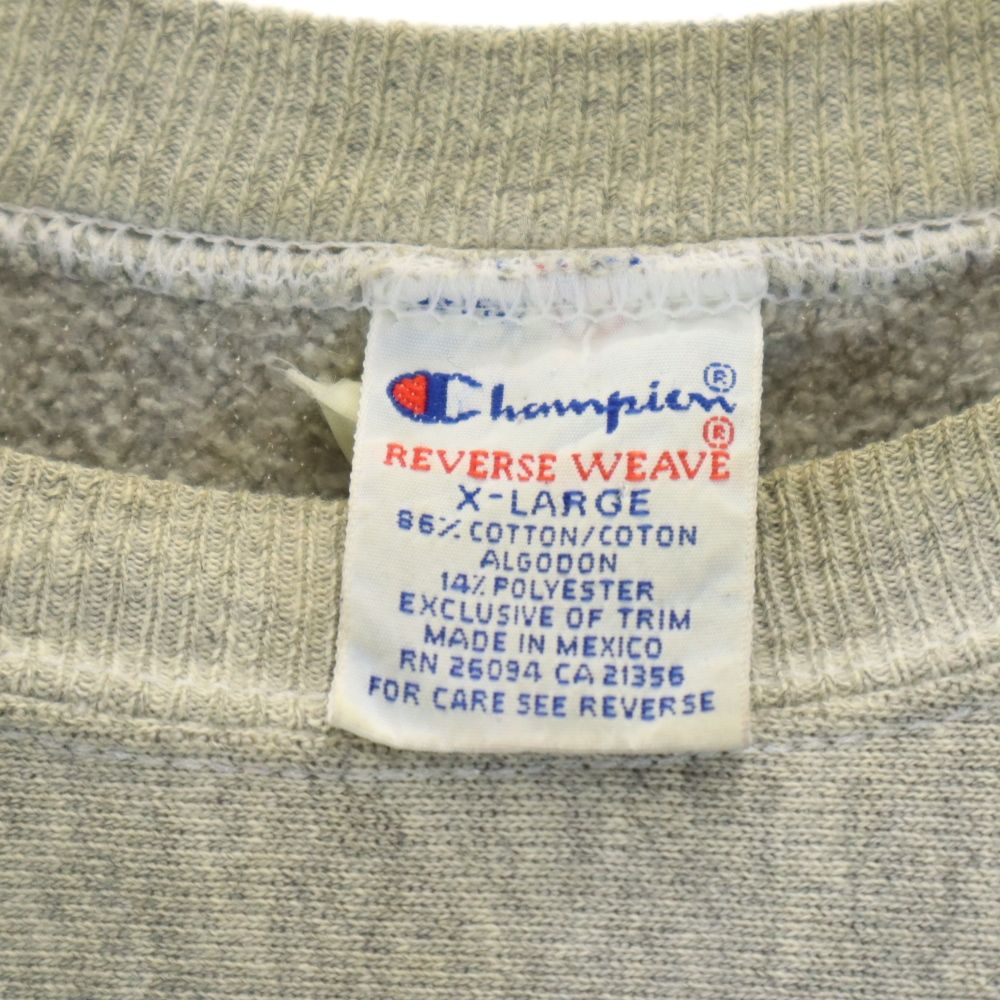 Champion®
REVERSE WEAVE®
X-LARGE
86% COTTON/COTON
ALGODON
14% POLYESTER
EXCLUSIVE OF TRIM
MADE IN MEXICO
RN 26094 CA 21356
FOR CARE SEE REVERSE